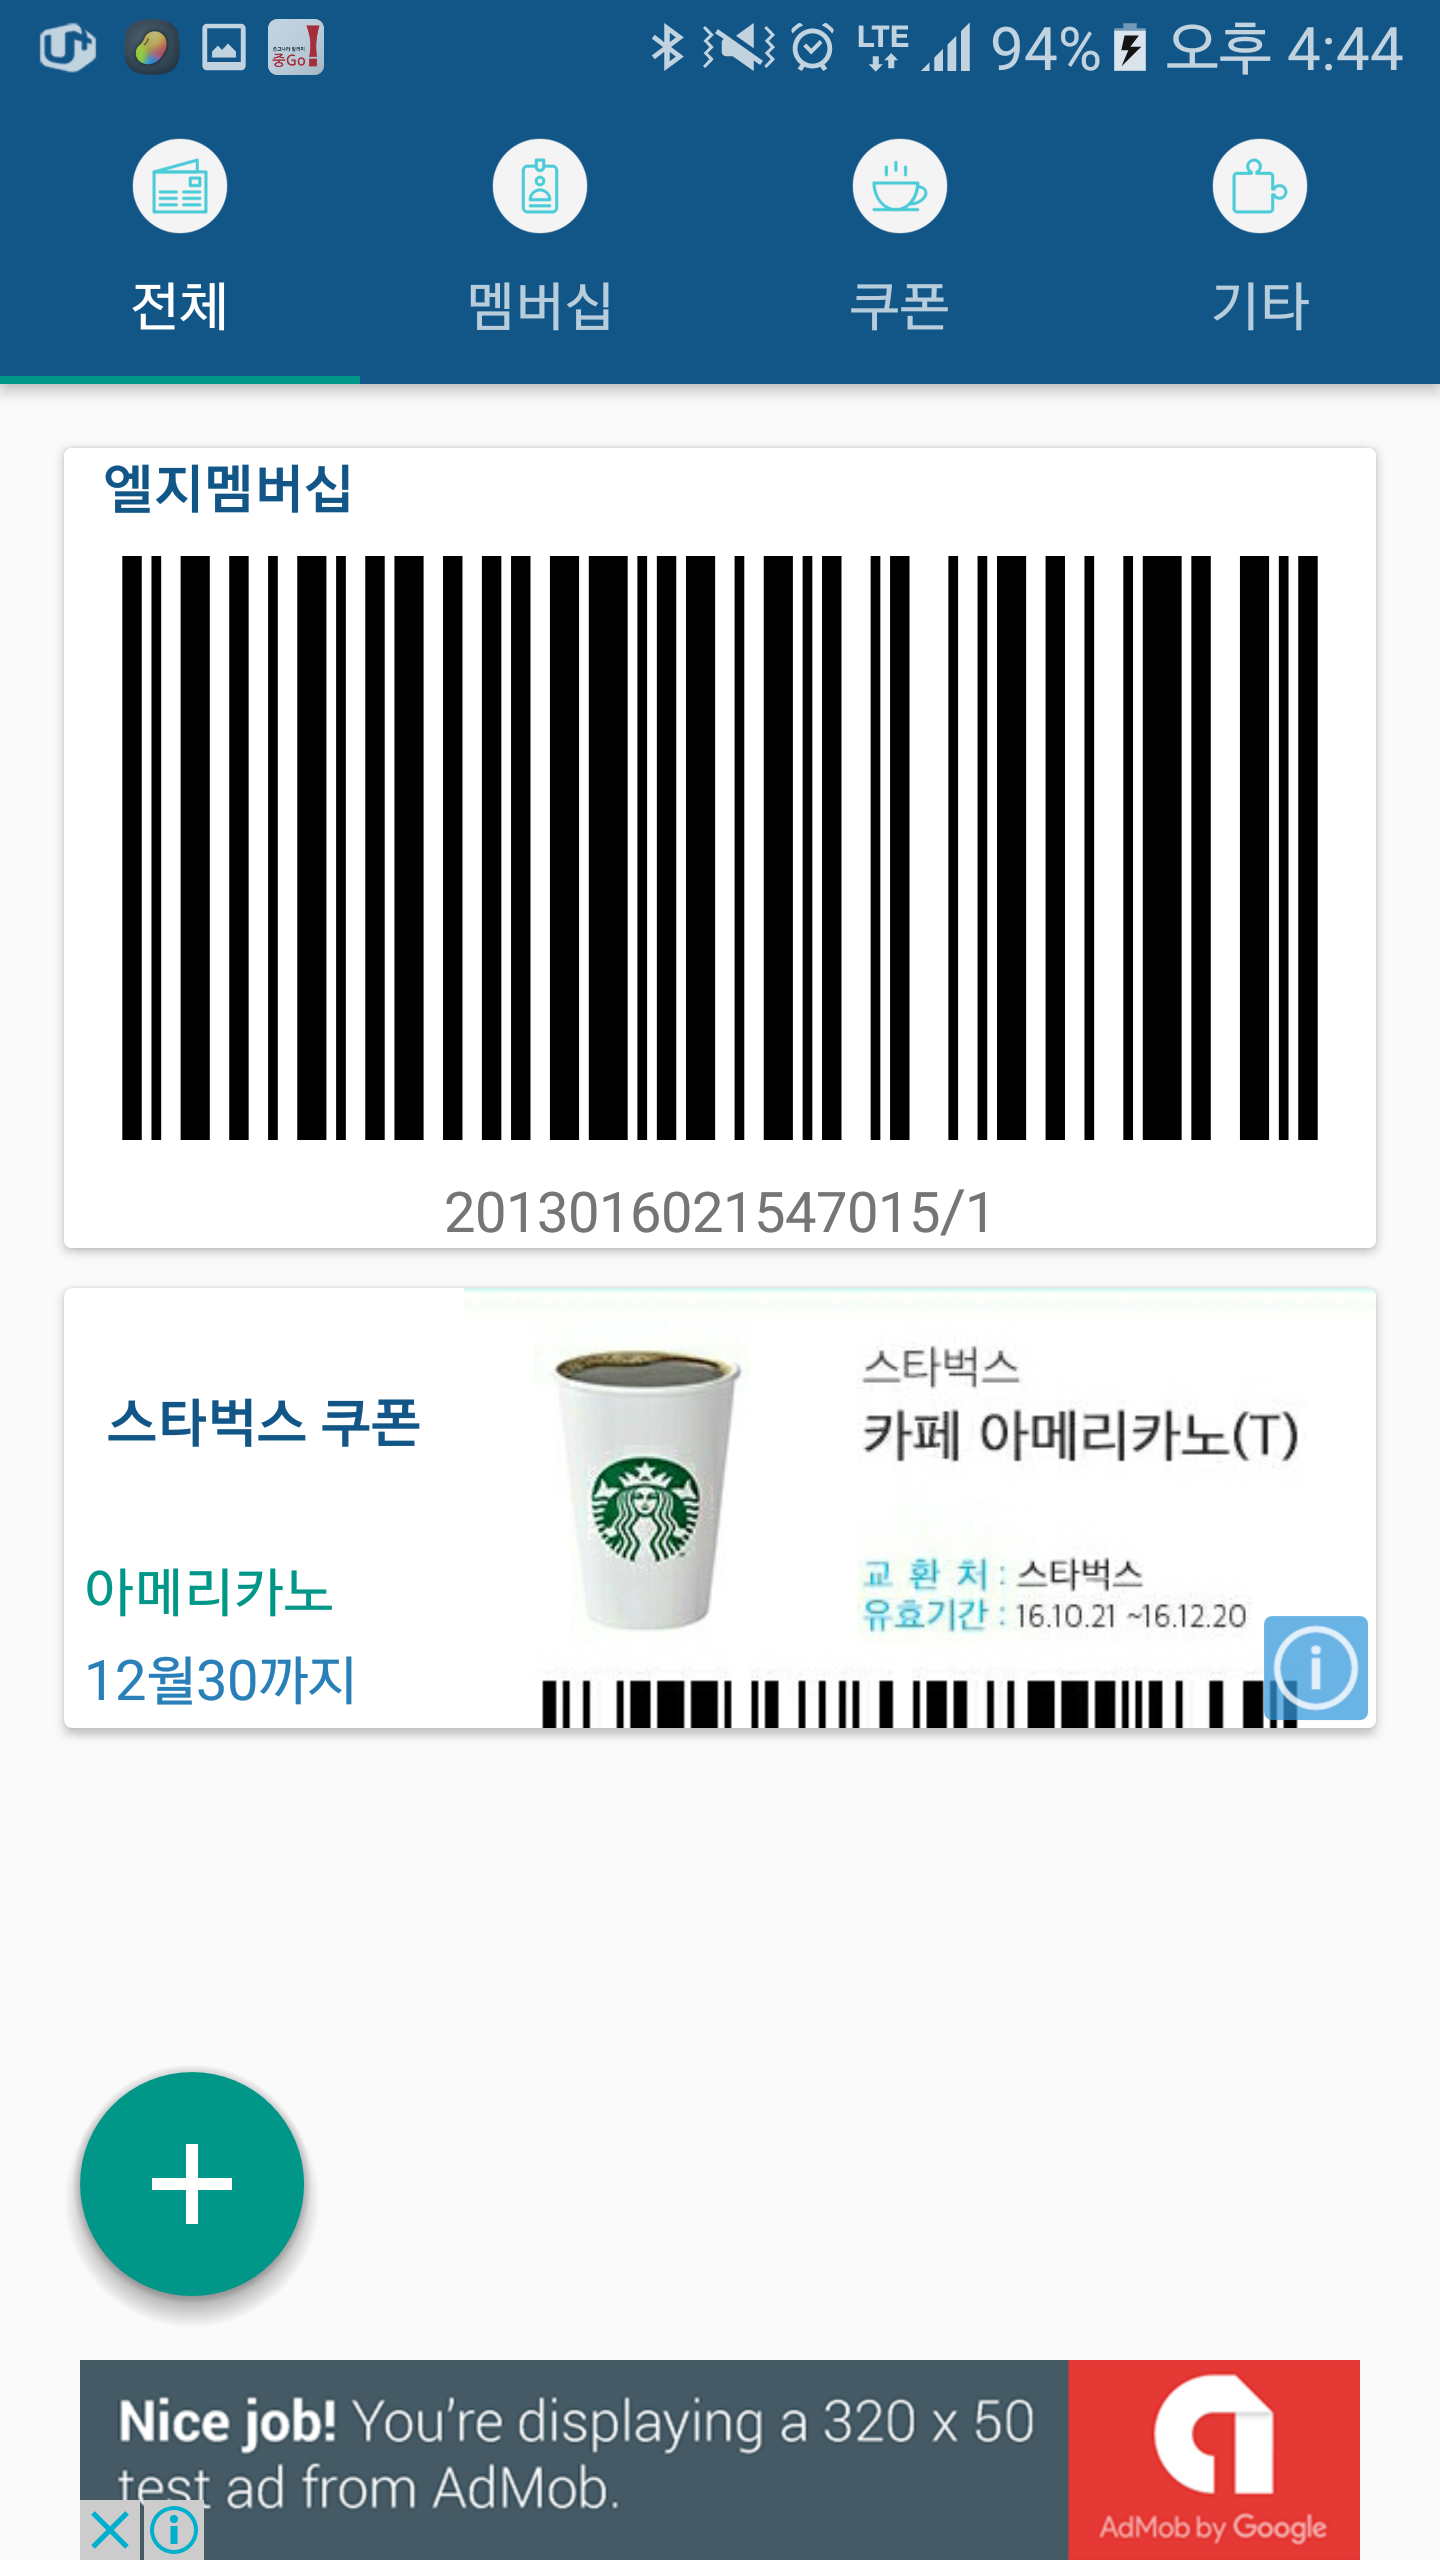 중Go!
LTE 94% 오후 4:44
전체 멤버십 쿠폰 기타
엘지멤버십
2013016021547015/1
스타벅스 쿠폰
아메리카노
12월30까지
스타벅스
카페 아메리카노(T)
교 환 처 : 스타벅스
유효기간 : 16.10.21 ~16.12.20
Nice job! You're displaying a 320 x 50
test ad from AdMob.
AdMob by Google